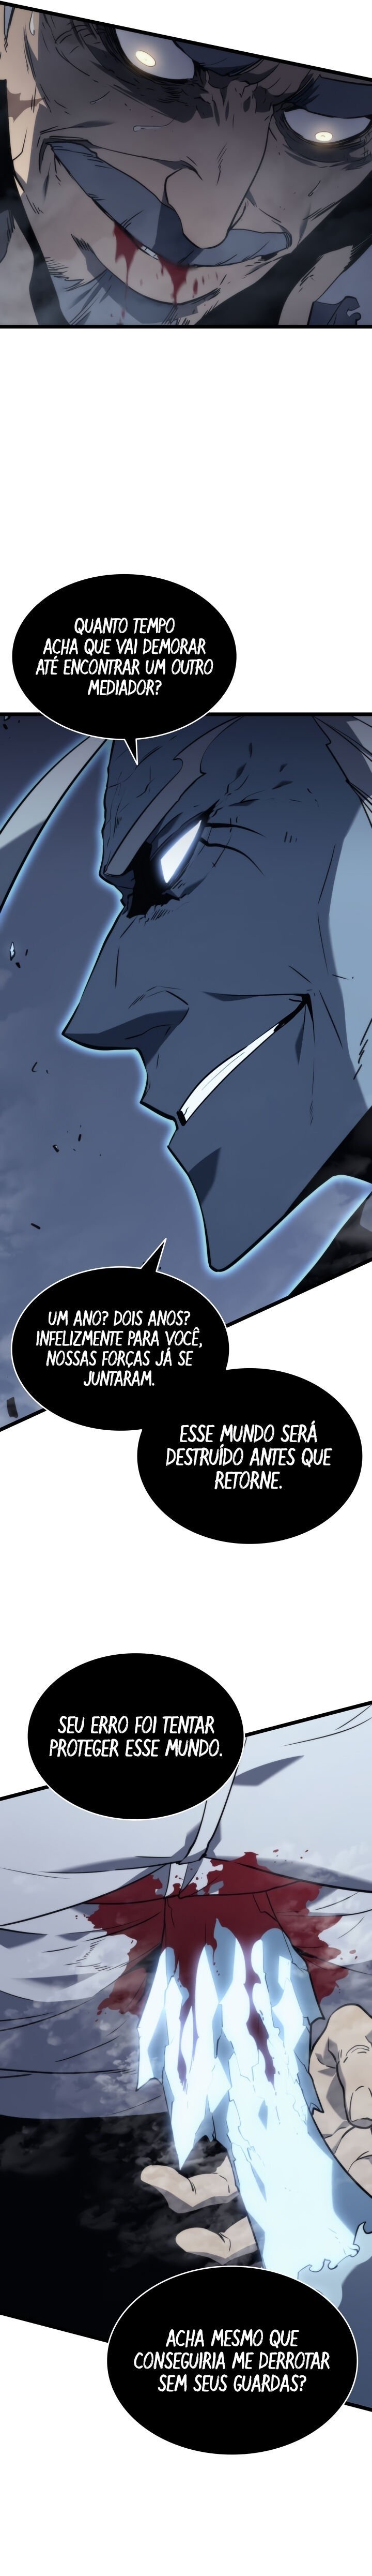 QUANTO TEMPO
ACHA QUE VAI DEMORAR
ATÉ ENCONTRAR UM OUTRO
MEDIADOR?
UM ANO? DOIS ANOS?
INFELIZMENTE PARA VOCÊ,
NOSSAS FORÇAS JÁ SE
JUNTARAM.
ESSE MUNDO SERÁ
DESTRUÍDO ANTES QUE
RETORNE.
SEU ERRO FOI TENTAR
PROTEGER ESSE MUNDO.
ACHA MESMO QUE
CONSEGUIRIA ME DERROTAR
SEM SEUS GUARDAS?